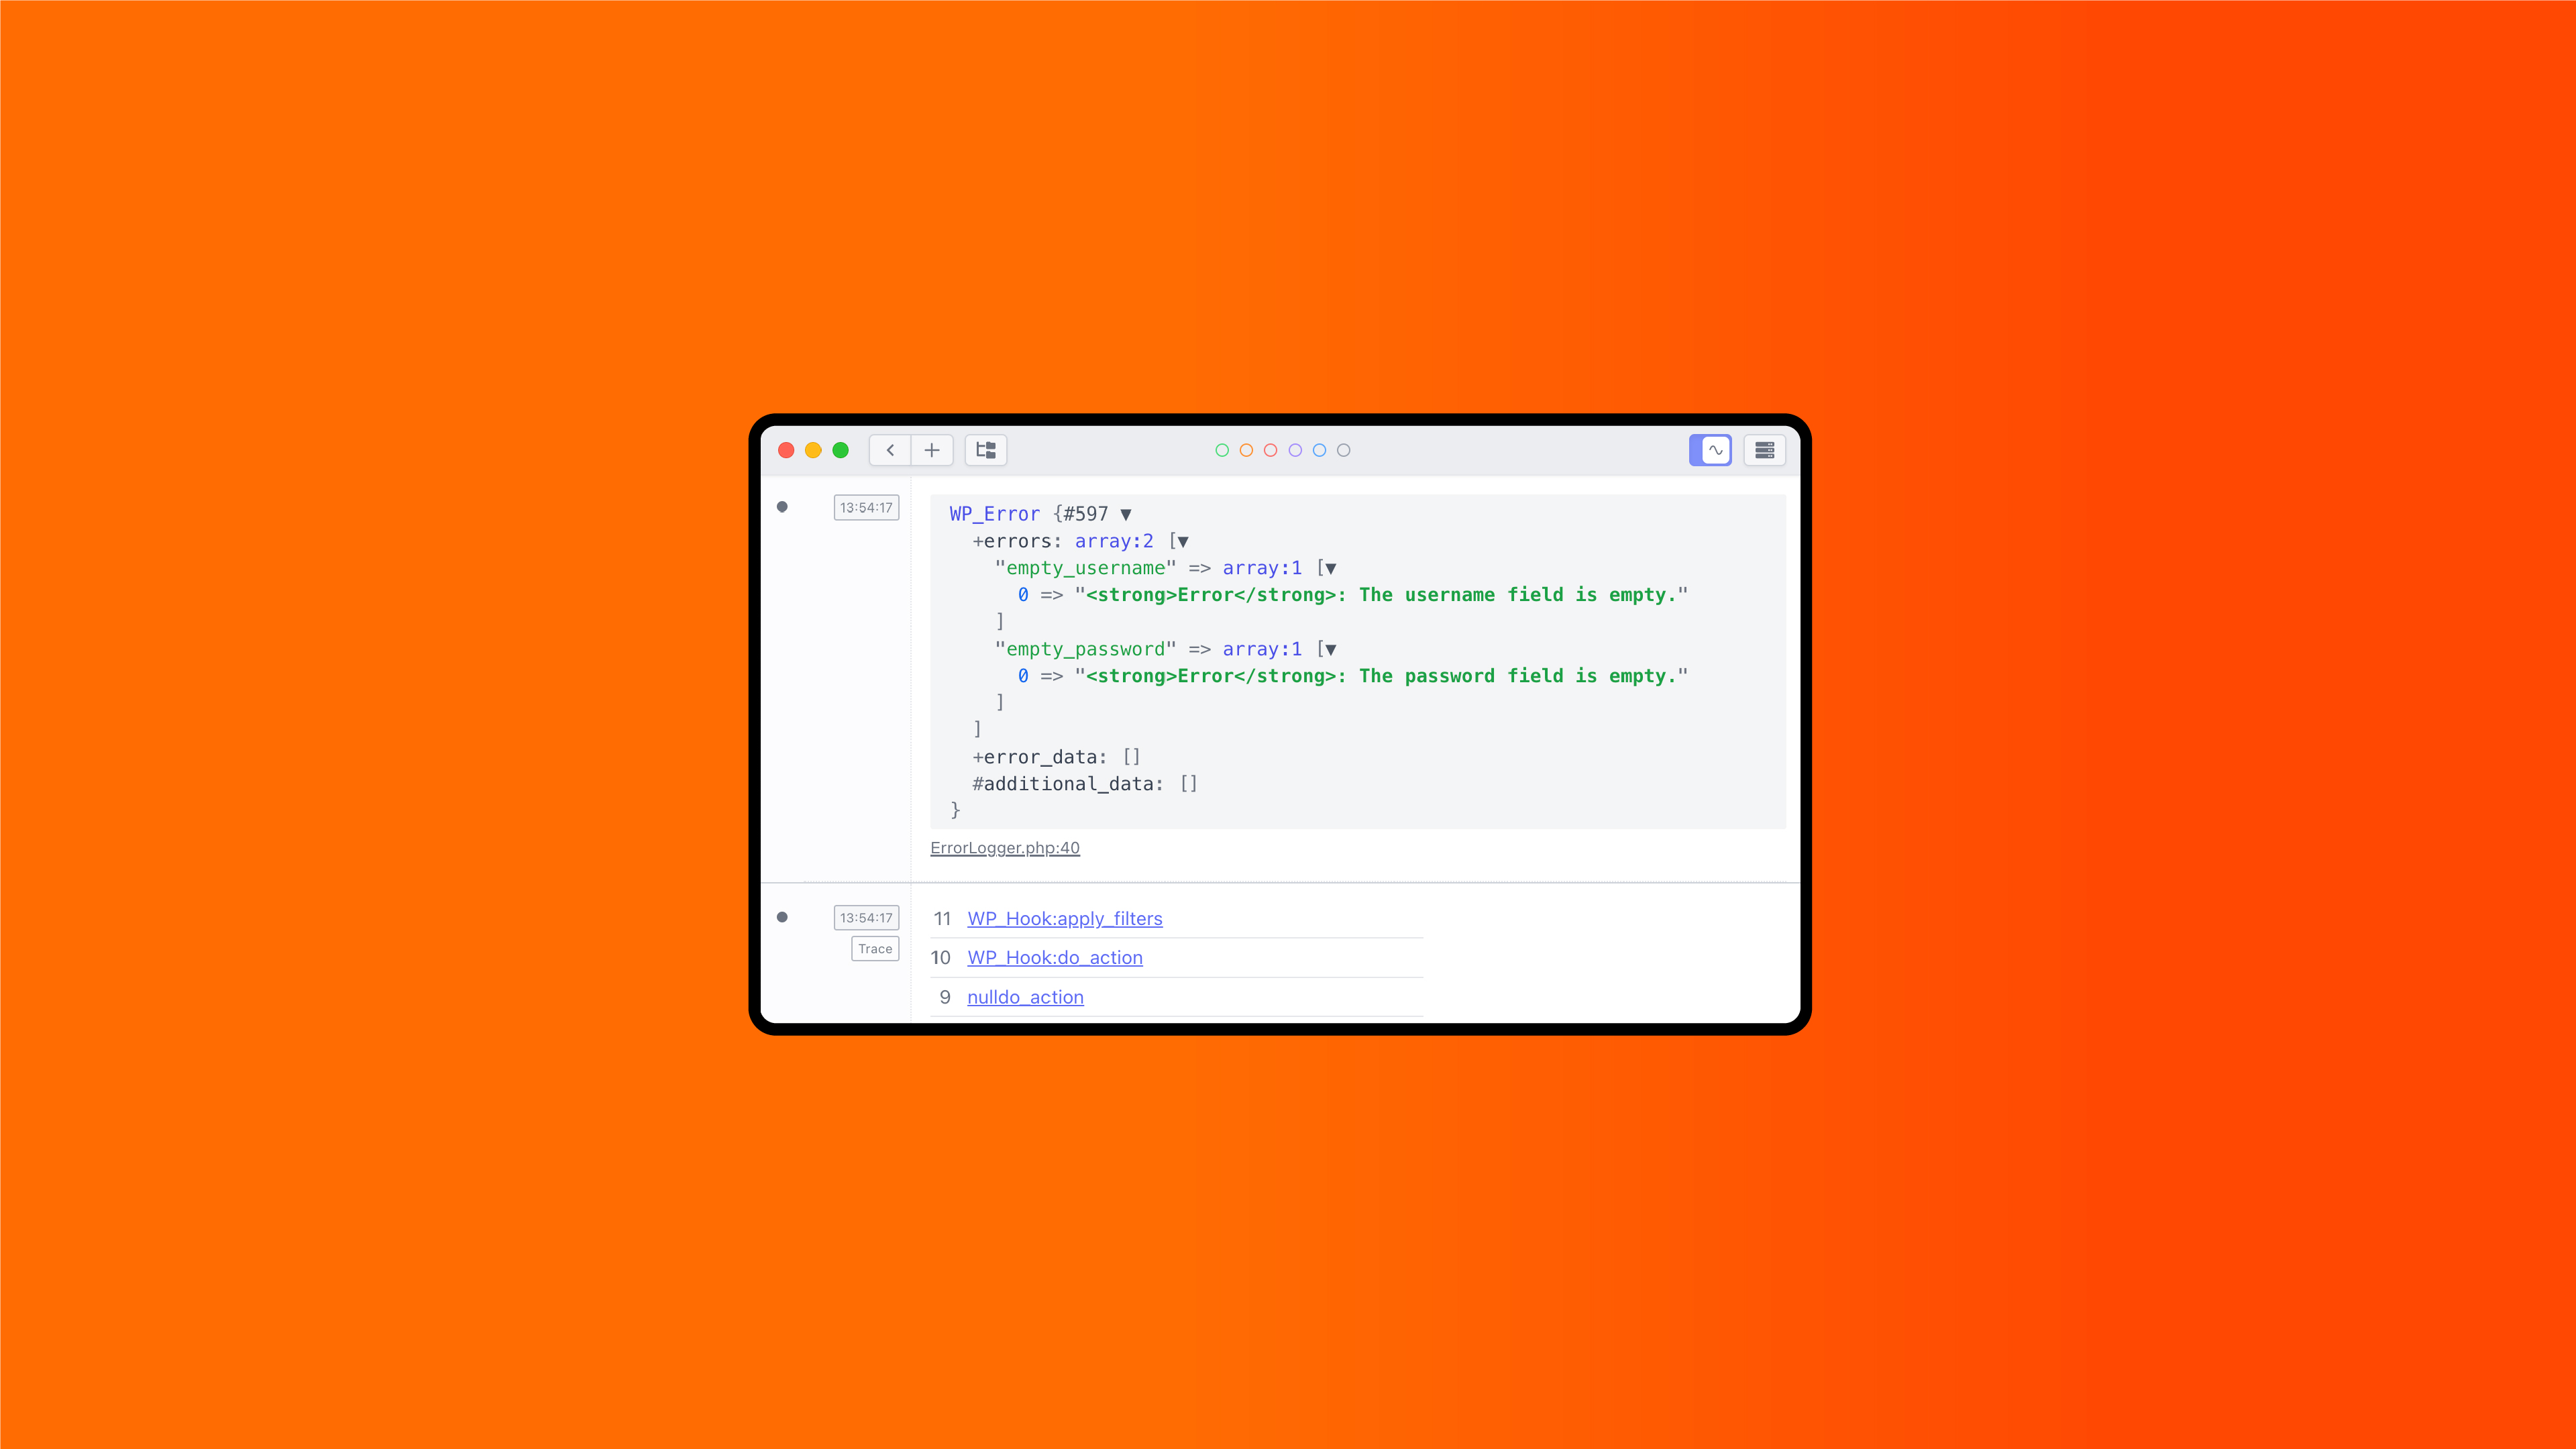 13:54:17
WP_Error {#597 ▼
+errors: array:2 [▼
"empty_username" => array:1 [▼
0 => "<strong>Error</strong>: The username field is empty."
]
"empty_password" => array:1 [▼
0 => "<strong>Error</strong>: The password field is empty."
]
]
+error_data: []
#additional_data: []
}
ErrorLogger.php:40
13:54:17
Trace
11 WP_Hook:apply_filters
10 WP_Hook:do_action
9 nulldo_action